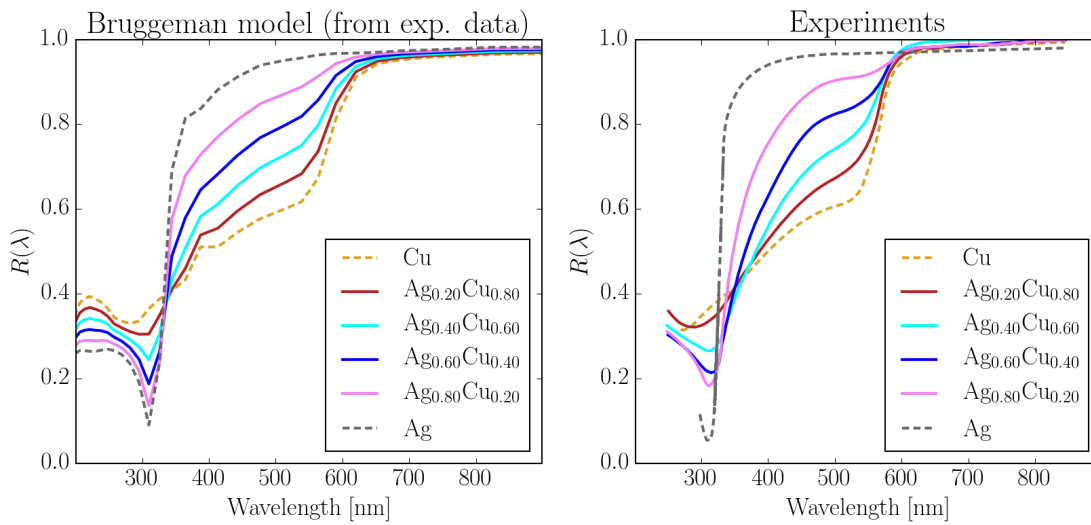 Bruggeman model (from exp. data)
1.0
0.8
0.6
0.4
0.2
0.0
R(λ)
Cu
Ag0.20Cu0.80
Ag0.40Cu0.60
Ag0.60Cu0.40
Ag0.80Cu0.20
Ag
300 400 500 600 700 800
Wavelength [nm]
Experiments
1.0
0.8
0.6
0.4
0.2
0.0
R(λ)
Cu
Ag0.20Cu0.80
Ag0.40Cu0.60
Ag0.60Cu0.40
Ag0.80Cu0.20
Ag
300 400 500 600 700 800
Wavelength [nm]